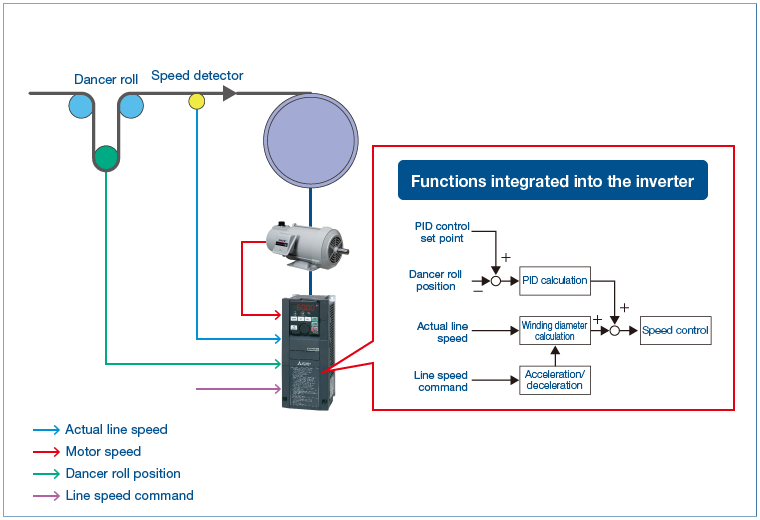 Dancer roll
Speed detector
Functions integrated into the inverter
PID control
set point
+
Dancer roll
position
−
PID calculation
+
Actual line
speed
Winding diameter
calculation
+
Speed control
Line speed
command
Acceleration/
deceleration
Actual line speed
Motor speed
Dancer roll position
Line speed command